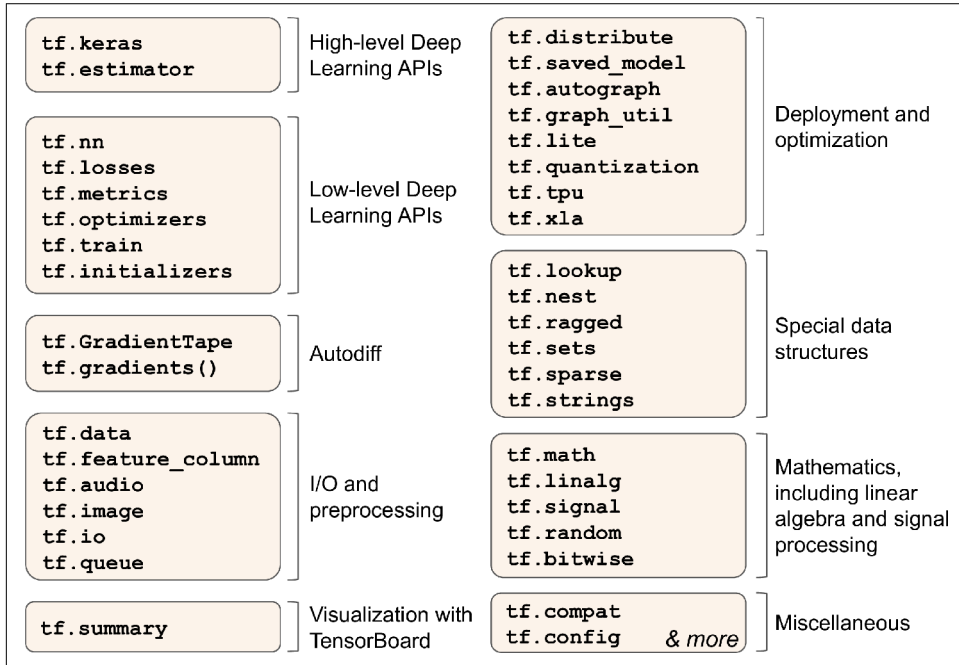 tf.keras
tf.estimator
High-level Deep
Learning APIs
tf.nn
tf.losses
tf.metrics
tf.optimizers
tf.train
tf.initializers
Low-level Deep
Learning APIs
tf.GradientTape
tf.gradients()
Autodiff
tf.data
tf.feature_column
tf.audio
tf.image
tf.io
tf.queue
I/O and
preprocessing
tf.summary
Visualization with
TensorBoard
tf.distribute
tf.saved_model
tf.autograph
tf.graph_util
tf.lite
tf.quantization
tf.tpu
tf.xla
Deployment and
optimization
tf.lookup
tf.nest
tf.ragged
tf.sets
tf.sparse
tf.strings
Special data
structures
tf.math
tf.linalg
tf.signal
tf.random
tf.bitwise
Mathematics,
including linear
algebra and signal
processing
tf.compat
tf.config & more
Miscellaneous